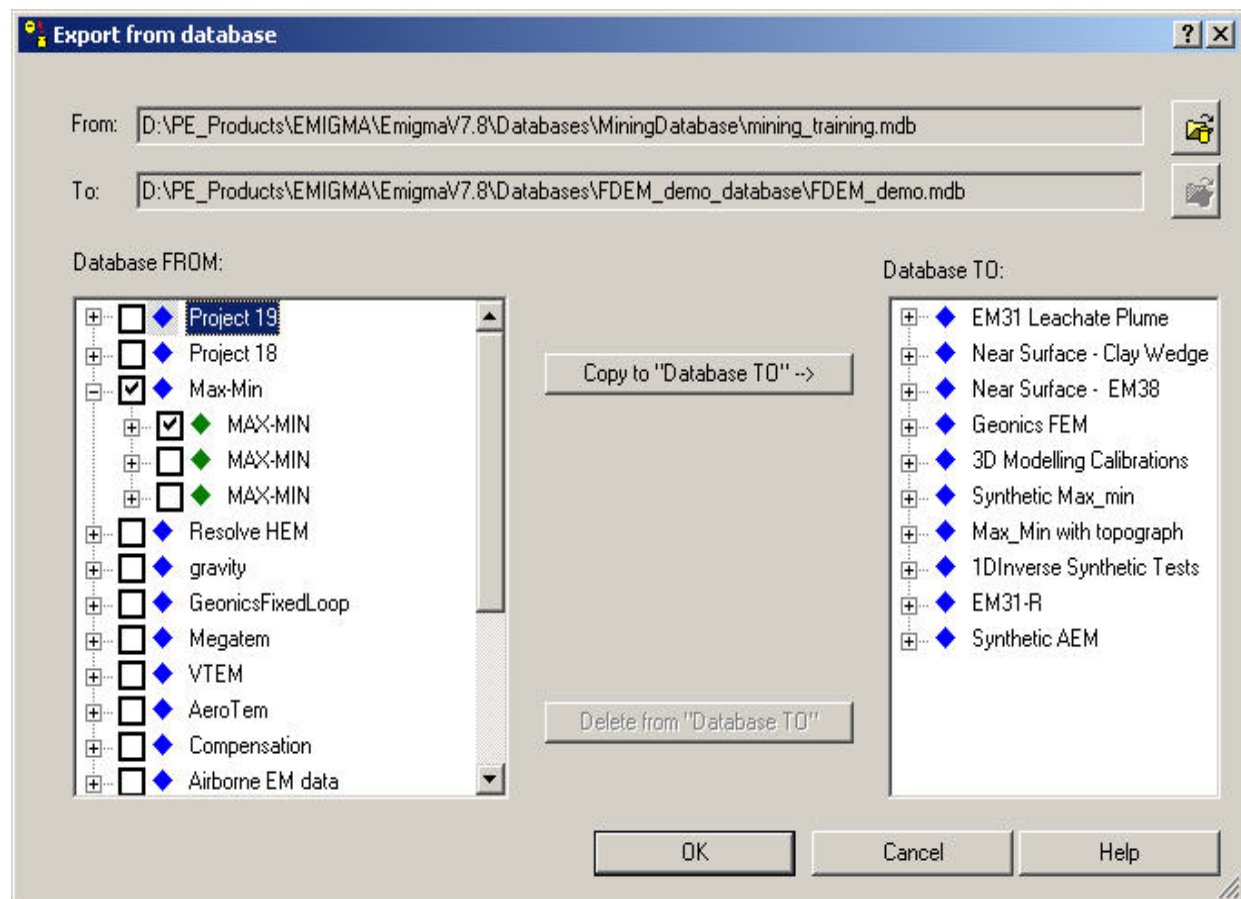 Export from database
From: D:\PE_Products\EMIGMA\EmigmaV7.8\Databases\MiningDatabase\mining_training.mdb
To: D:\PE_Products\EMIGMA\EmigmaV7.8\Databases\FDEM_demo_database\FDEM_demo.mdb
Database FROM:
Project 19
Project 18
Max-Min
MAX-MIN
MAX-MIN
MAX-MIN
Resolve HEM
gravity
GeonicsFixedLoop
Megatem
VTEM
AeroTem
Compensation
Airborne EM data
Copy to "Database TO" -->
Delete from "Database TO"
Database TO:
EM31 Leachate Plume
Near Surface - Clay Wedge
Near Surface - EM38
Geonics FEM
3D Modelling Calibrations
Synthetic Max_min
Max_Min with topograph
1DInverse Synthetic Tests
EM31-R
Synthetic AEM
OK
Cancel
Help